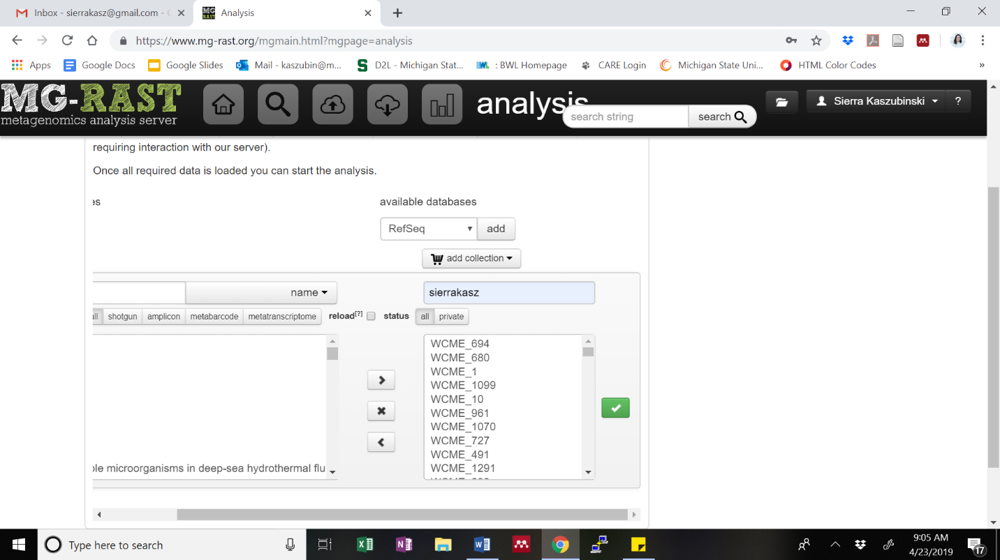 Inbox - sierrakasz@gmail.com -
Analysis
https://www.mg-rast.org/mgmain.html?mgpage=analysis
Apps Google Docs Google Slides Mail - kaszubin@m... D2L - Michigan Stat... : BWL Homepage CARE Login Michigan State Uni... HTML Color Codes »
MG-RAST
metagenomics analysis server
analysis
search string search
Sierra Kaszubinski ?
requiring interaction with our server).
Once all required data is loaded you can start the analysis.
es available databases
RefSeq add
add collection
name sierrakasz
all shotgun amplicon metabarcode metatranscriptome reload[?] status all private
WCME_694
WCME_680
WCME_1
WCME_1099
WCME_10
WCME_961
WCME_1070
WCME_727
WCME_491
ole microorganisms in deep-sea hydrothermal flu WCME_1291
Type here to search
9:05 AM
4/23/2019
17